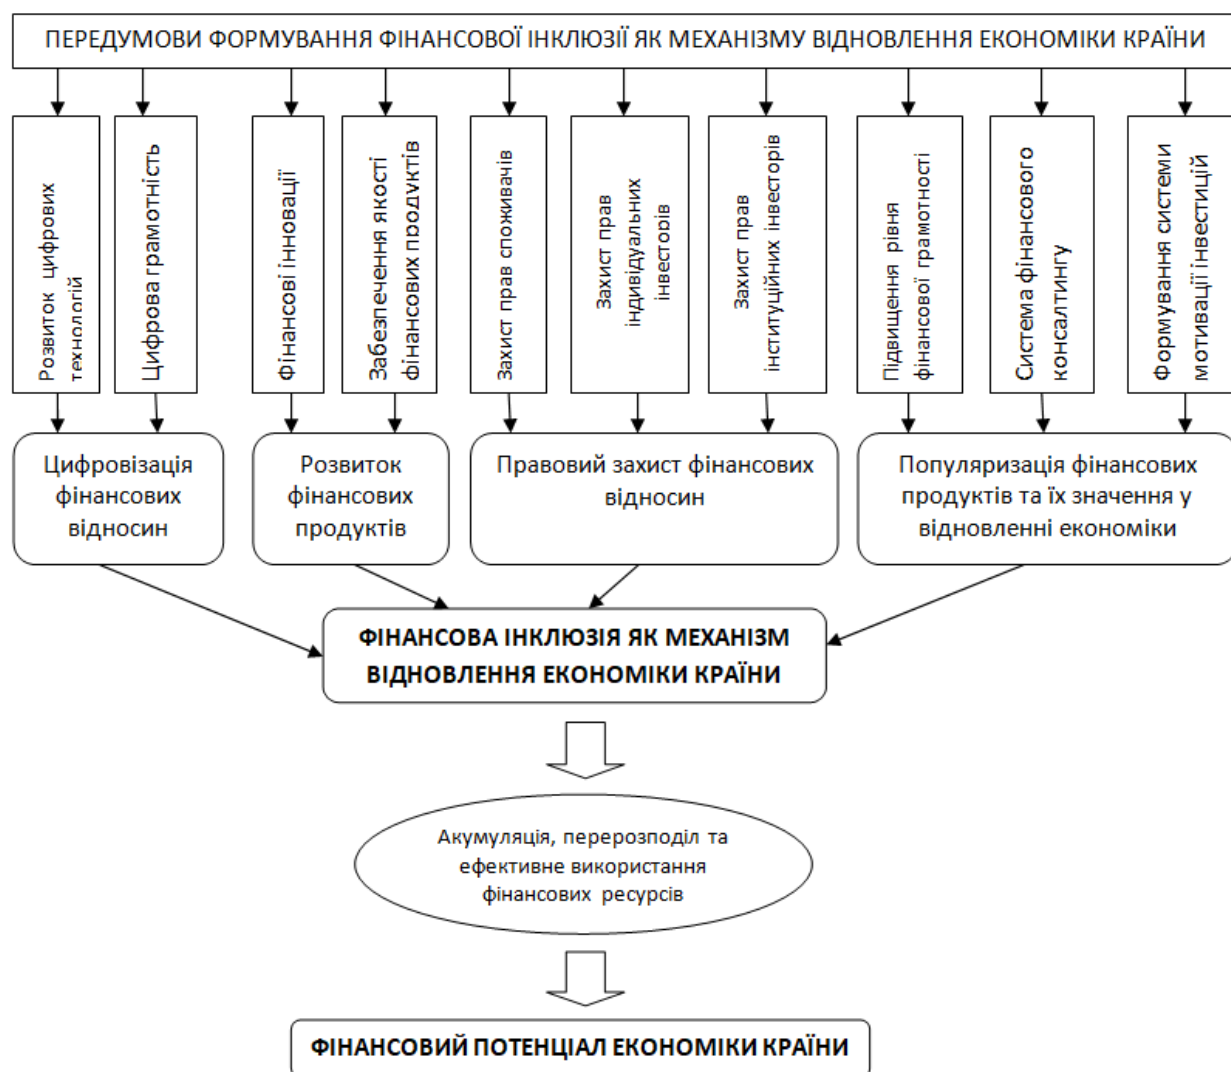 ПЕРЕДУМОВИ ФОРМУВАННЯ ФІНАНСОВОЇ ІНКЛЮЗІЇ ЯК МЕХАНІЗМУ ВІДНОВЛЕННЯ ЕКОНОМІКИ КРАЇНИ
Розвиток цифрових
технологій
Цифрова грамотність
Фінансові інновації
Забезпечення якості
фінансових продуктів
Захист прав споживачів
Захист прав
індивідуальних
інвесторів
Захист прав
інституційних інвесторів
Підвищення рівня
фінансової грамотності
Система фінансового
консалтингу
Формування системи
мотивації інвестицій
Цифровізація
фінансових
відносин
Розвиток
фінансових
продуктів
Правовий захист фінансових
відносин
Популяризація фінансових
продуктів та їх значення у
відновленні економіки
ФІНАНСОВА ІНКЛЮЗІЯ ЯК МЕХАНІЗМ
ВІДНОВЛЕННЯ ЕКОНОМІКИ КРАЇНИ
Акумуляція, перерозподіл та
ефективне використання
фінансових ресурсів
ФІНАНСОВИЙ ПОТЕНЦІАЛ ЕКОНОМІКИ КРАЇНИ